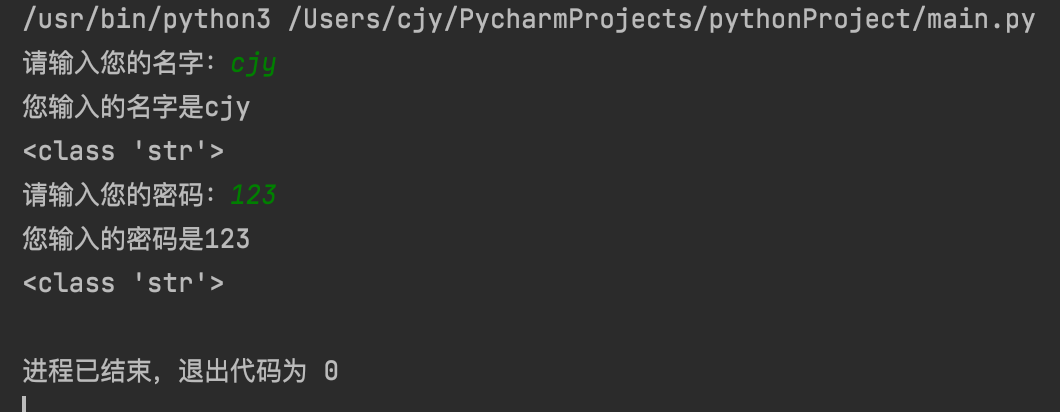 /usr/bin/python3 /Users/cjy/PycharmProjects/pythonProject/main.py
请输入您的名字：cjy
您输入的名字是cjy
<class 'str'>
请输入您的密码：123
您输入的密码是123
<class 'str'>
进程已结束，退出代码为 0